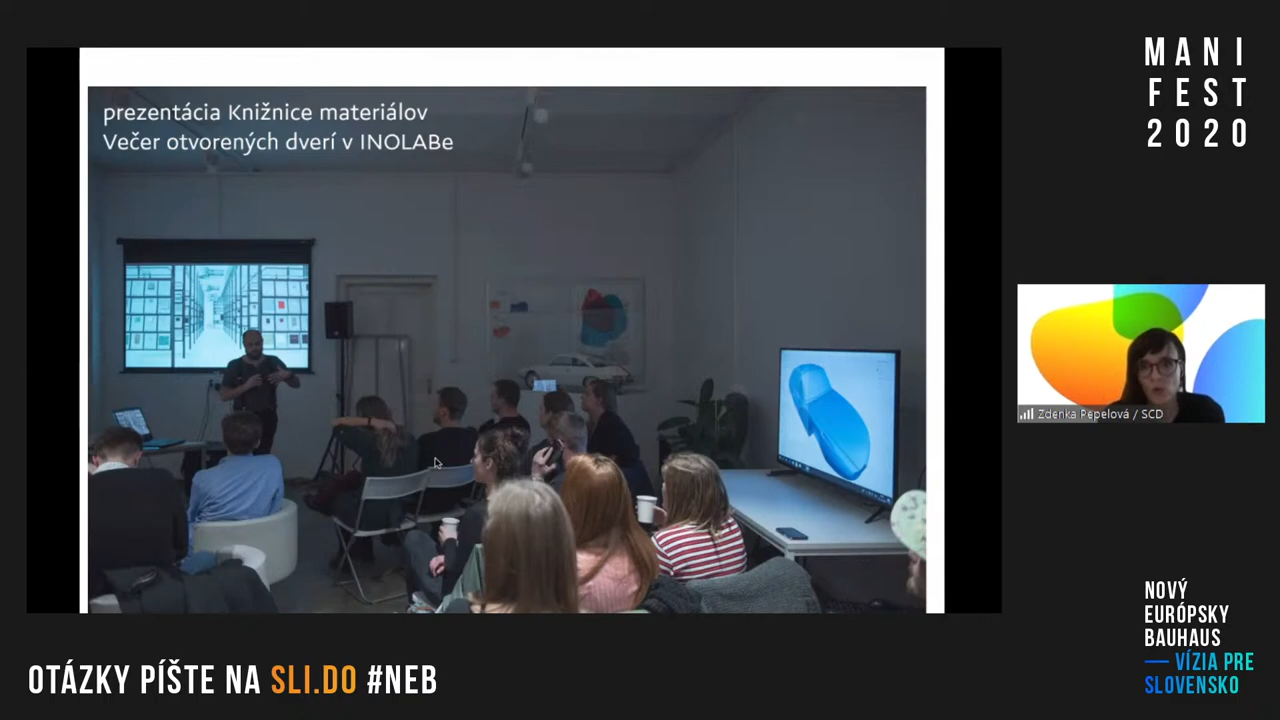 prezentácia Knižnice materiálov
Večer otvorených dverí v INOLABe
MANI
FEST
2020
Zdenka Pepelová / SCD
NOVÝ
EURÓPSKY
BAUHAUS
— VÍZIA PRE
SLOVENSKO
OTÁZKY PÍŠTE NA SLI.DO #NEB